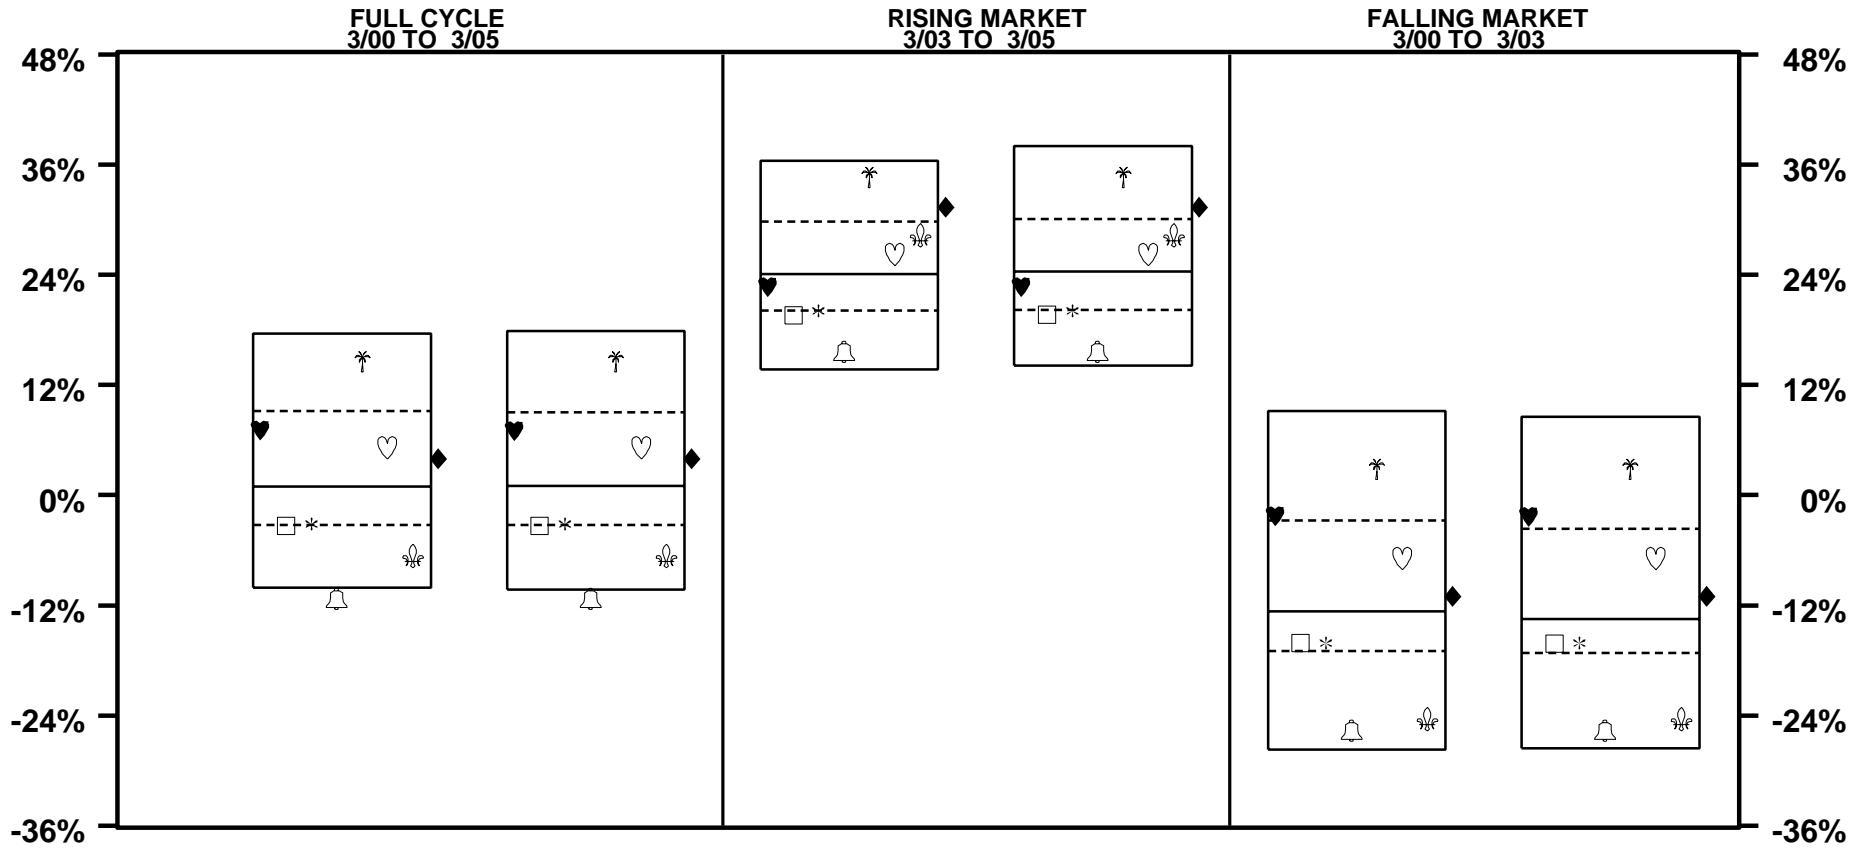 FULL CYCLE
3/00 TO 3/05
RISING MARKET
3/03 TO 3/05
FALLING MARKET
3/00 TO 3/03
48% 48%
36% 36%
24% 24%
12% 12%
0% 0%
-12% -12%
-24% -24%
-36% -36%